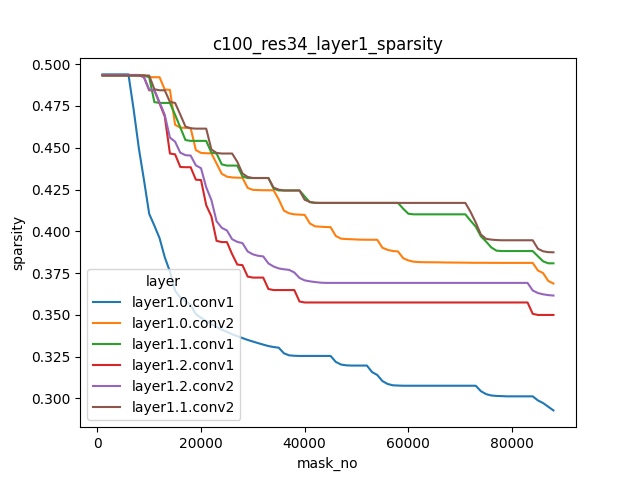 c100_res34_layer1_sparsity
sparsity
0.500
0.475
0.450
0.425
0.400
0.375
0.350
0.325
0.300
layer
layer1.0.conv1
layer1.0.conv2
layer1.1.conv1
layer1.2.conv1
layer1.2.conv2
layer1.1.conv2
0 20000 40000 60000 80000
mask_no